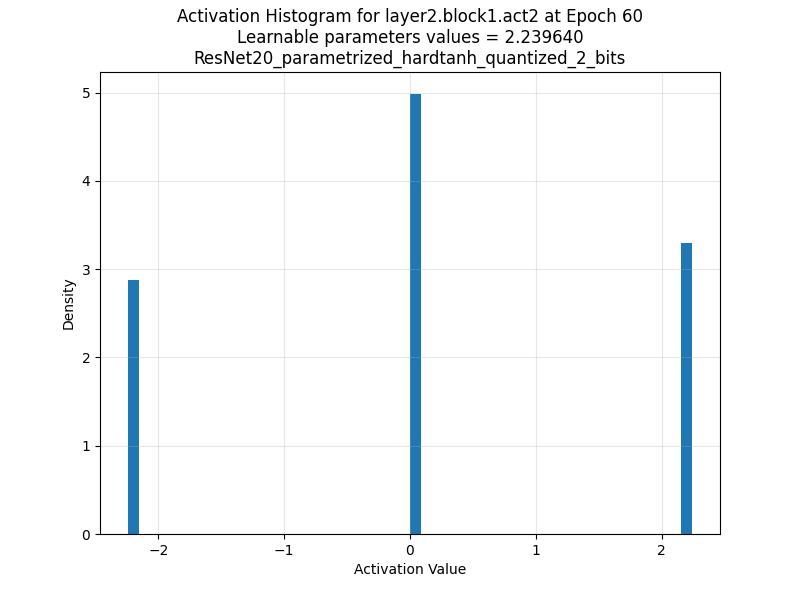 Activation Histogram for layer2.block1.act2 at Epoch 60
Learnable parameters values = 2.239640
ResNet20_parametrized_hardtanh_quantized_2_bits
5
4
3
2
1
0
Density
−2
−1
0
1
2
Activation Value